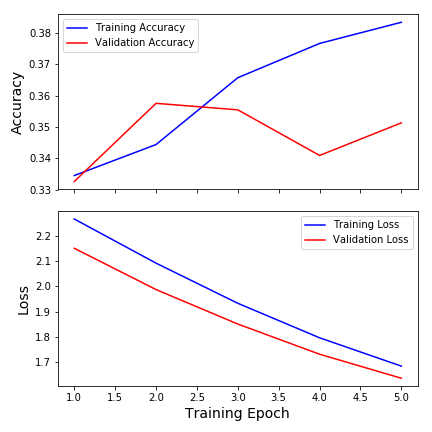 Training Accuracy
Validation Accuracy
0.38
0.37
0.36
0.35
0.34
0.33
Accuracy
Training Loss
Validation Loss
2.2
2.1
2.0
1.9
1.8
1.7
Loss
1.0 1.5 2.0 2.5 3.0 3.5 4.0 4.5 5.0
Training Epoch